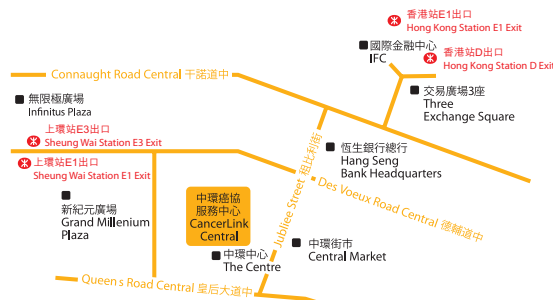 香港站E1出口
Hong Kong Station E1 Exit
國際金融中心
IFC
香港站D出口
Hong Kong Station D Exit
Connaught Road Central 干諾道中
無限極廣場
Infinitus Plaza
交易廣場3座
Three
Exchange Square
上環站E3出口
Sheung Wai Station E3 Exit
上環站E1出口
Sheung Wai Station E1 Exit
恆生銀行總行
Hang Seng
Bank Headquarters
Jubliee Street 租比利街
Des Voeux Road Central 德輔道中
新紀元廣場
Grand Millenium
Plaza
中環癌協
服務中心
CancerLink
Central
中環中心
The Centre
中環街市
Central Market
Queen s Road Central 皇后大道中